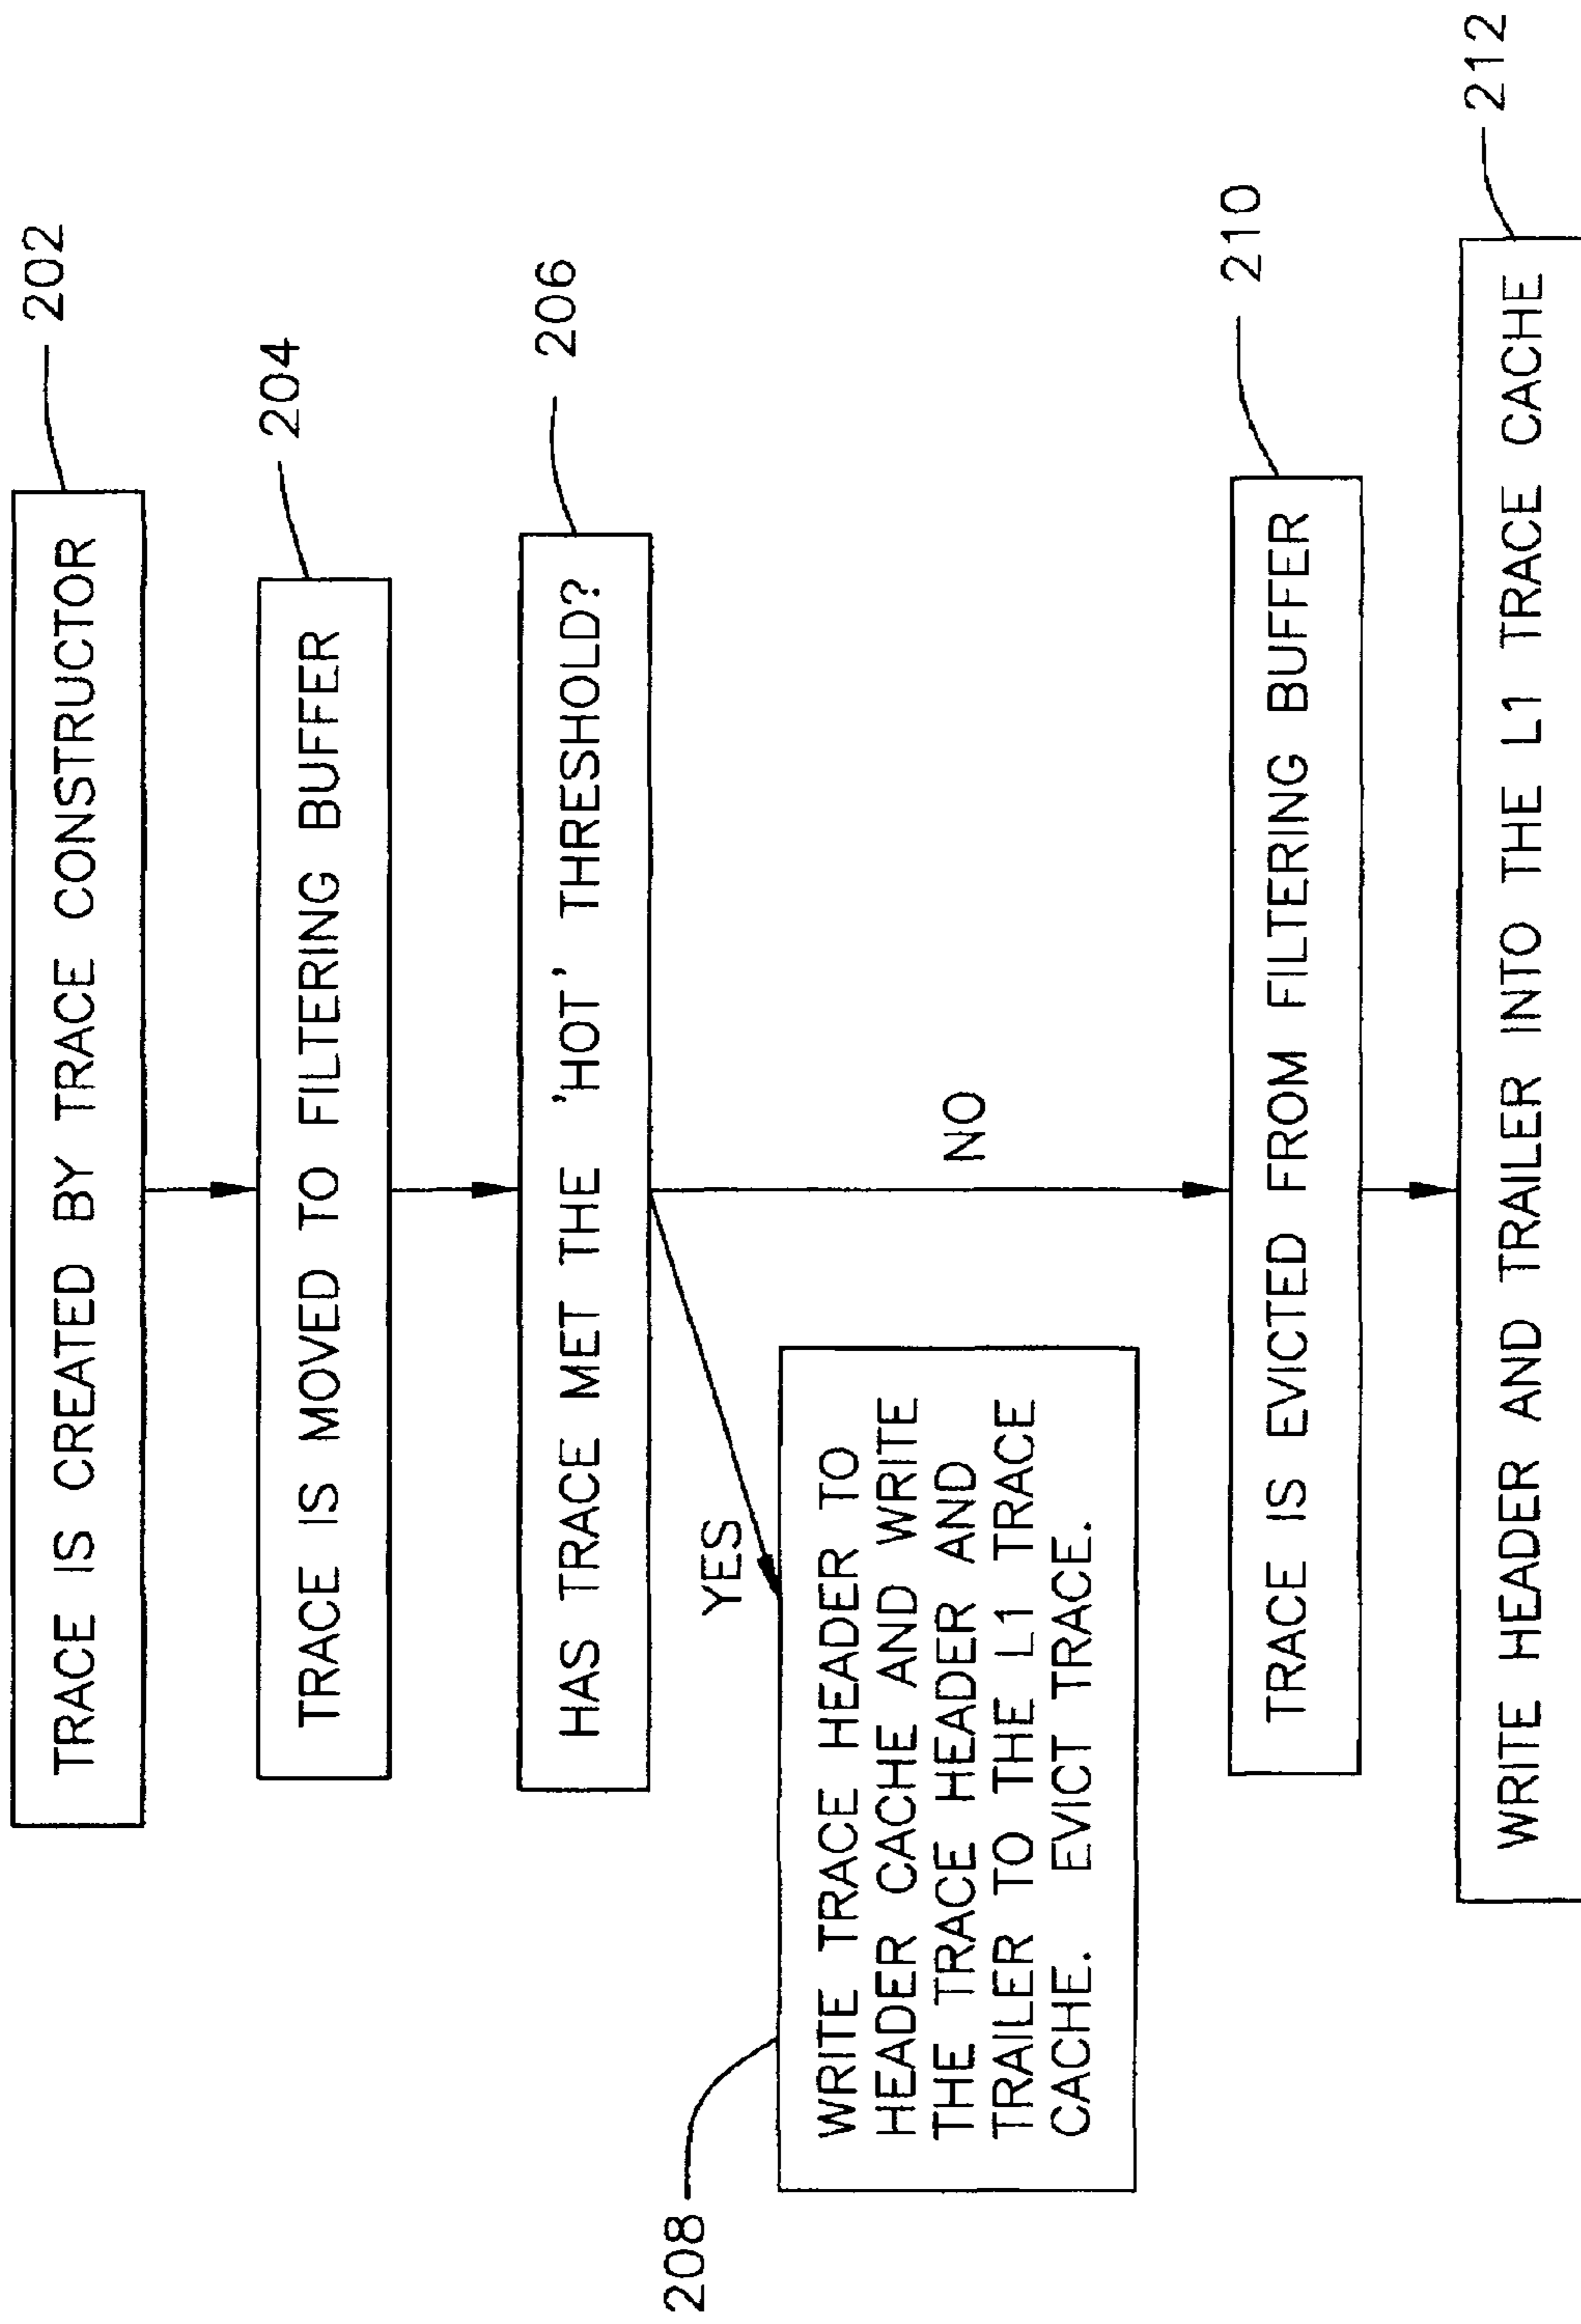 TRACE IS CREATED BY TRACE CONSTRUCTOR
202
TRACE IS MOVED TO FILTERING BUFFER
204
HAS TRACE MET THE 'HOT' THRESHOLD?
206
YES
NO
208
WRITE TRACE HEADER TO
HEADER CACHE AND WRITE
THE TRACE HEADER AND
TRAILER TO THE L1 TRACE
CACHE. EVICT TRACE.
TRACE IS EVICTED FROM FILTERING BUFFER
210
WRITE HEADER AND TRAILER INTO THE L1 TRACE CACHE
212